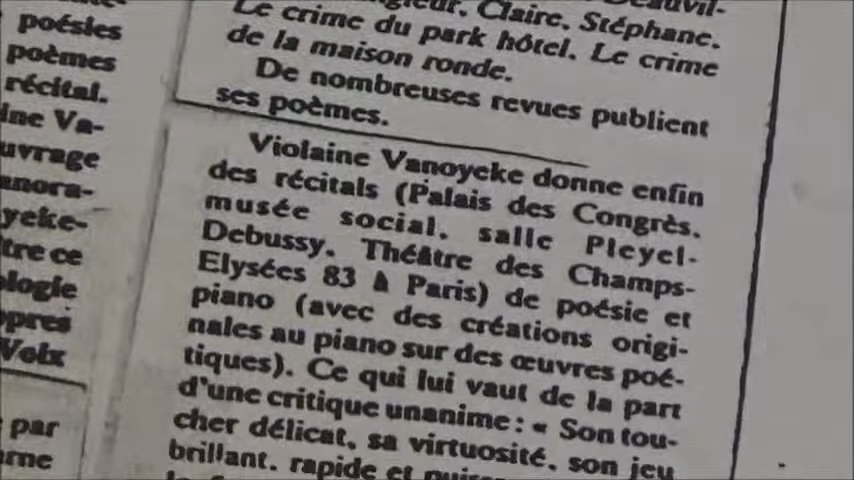 poésies
poèmes
récital.
ine Va-
uvrage
anora-
yeke-
tre ce
ologie
opres
Voix
par
Claire, Stéphane.
Le crime du park hôtel. Le crime
de la maison ronde.
De nombreuses revues publient
ses poèmes.
Violaine Vanoyeke donne enfin
des récitals (Palais des Congrès,
musée social, salle Pleyel-
Debussy, Théâtre des Champs-
Elysées 83 à Paris) de poésie et
piano (avec des créations origi-
nales au piano sur des œuvres poé-
tiques). Ce qui lui vaut de la part
d'une critique unanime : « Son tou-
cher délicat, sa virtuosité, son jeu
brillant, rapide et